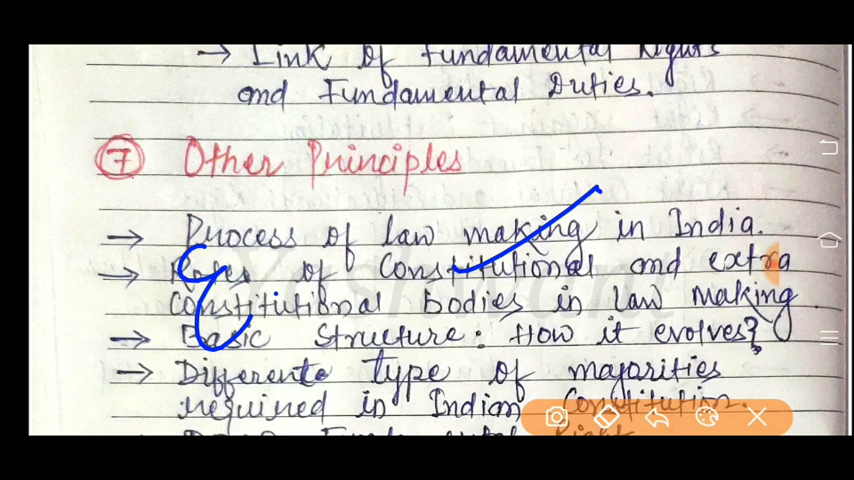 → Link of Fundamental Rights
and Fundamental Duties.
⑦ Other Principles
→ Process of law making in India.
→ Roles of Constitutional and extra
Constitutional bodies in law making.
→ Basic Structure: How it evolves?
→ Different type of majorities
required in Indian Constitution.